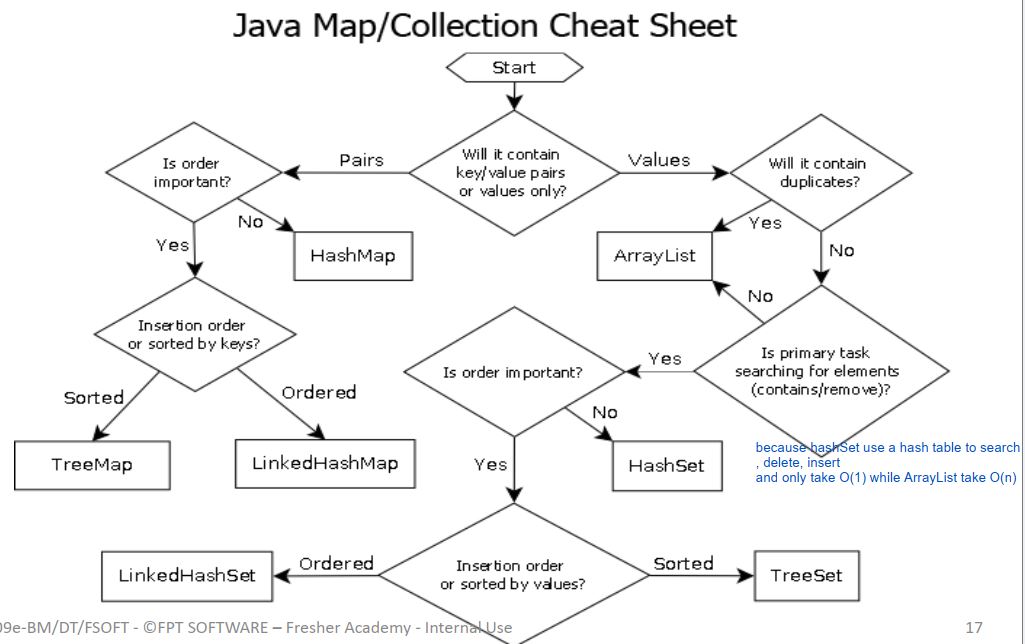 Java Map/Collection Cheat Sheet
Start
Is order
important?
Pairs
Will it contain
key/value pairs
or values only?
Values
Will it contain
duplicates?
No
Yes
Yes
HashMap
ArrayList
No
Insertion order
or sorted by keys?
No
Is order important?
Yes
Is primary task
searching for elements
(contains/remove)?
Sorted
Ordered
No
TreeMap
LinkedHashMap
Yes
HashSet
because hashSet use a hash table to search
, delete, insert
and only take O(1) while ArrayList take O(n)
LinkedHashSet
Ordered
Insertion order
or sorted by values?
Sorted
TreeSet
09e-BM/DT/FSOFT - ©FPT SOFTWARE – Fresher Academy - Internal Use
17